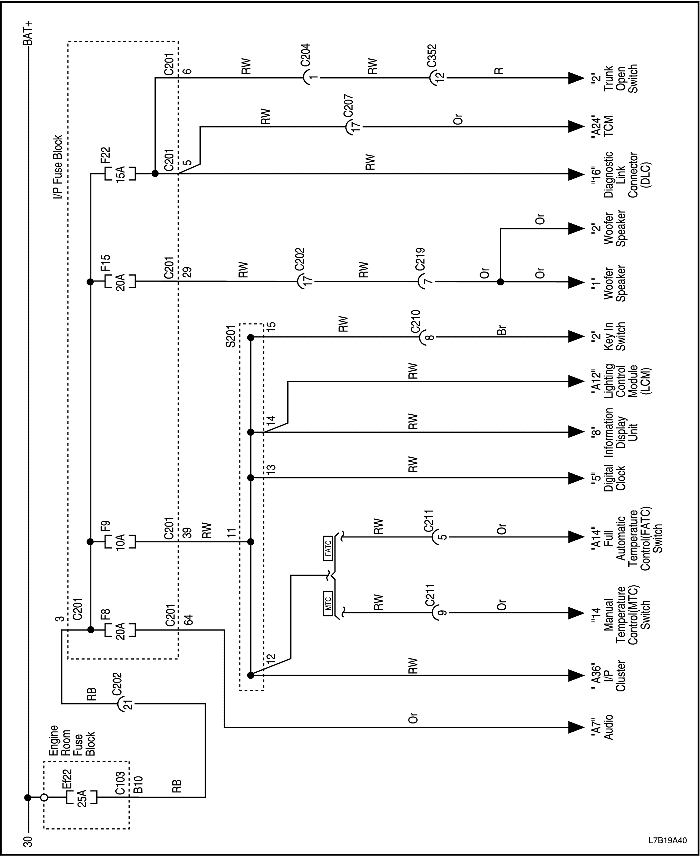 30
BAT+
Engine
Room
Fuse
Block
Ef22
25A
C103
B10
RB
C202
21
RB
3
C201
I/P Fuse Block
F8
20A
C201
64
Or
"A7"
Audio
F9
10A
C201
39
RW
11
S201
12
RW
"A36"
I/P
Cluster
MTC
RW
C211
9
Or
"14
Manual
Temperature
Control(MTC)
Switch
FATC
RW
C211
5
Or
"A14"
Full
Automatic
Temperature
Control(FATC)
Switch
13
RW
"5"
Digital
Clock
14
RW
"8"
Information
Display
Unit
RW
"A12"
Lighting
Control
Module
(LCM)
15
RW
C210
8
Br
"2"
Key In
Switch
F15
20A
C201
29
RW
C202
17
RW
C219
7
Or
Or
"1"
Woofer
Speaker
Or
"2"
Woofer
Speaker
F22
15A
C201
5
RW
"16"
Diagnostic
Link
Connector
(DLC)
RW
C207
17
Or
"A24"
TCM
C201
6
RW
C204
1
RW
C352
12
R
"2"
Trunk
Open
Switch
L7B19A40